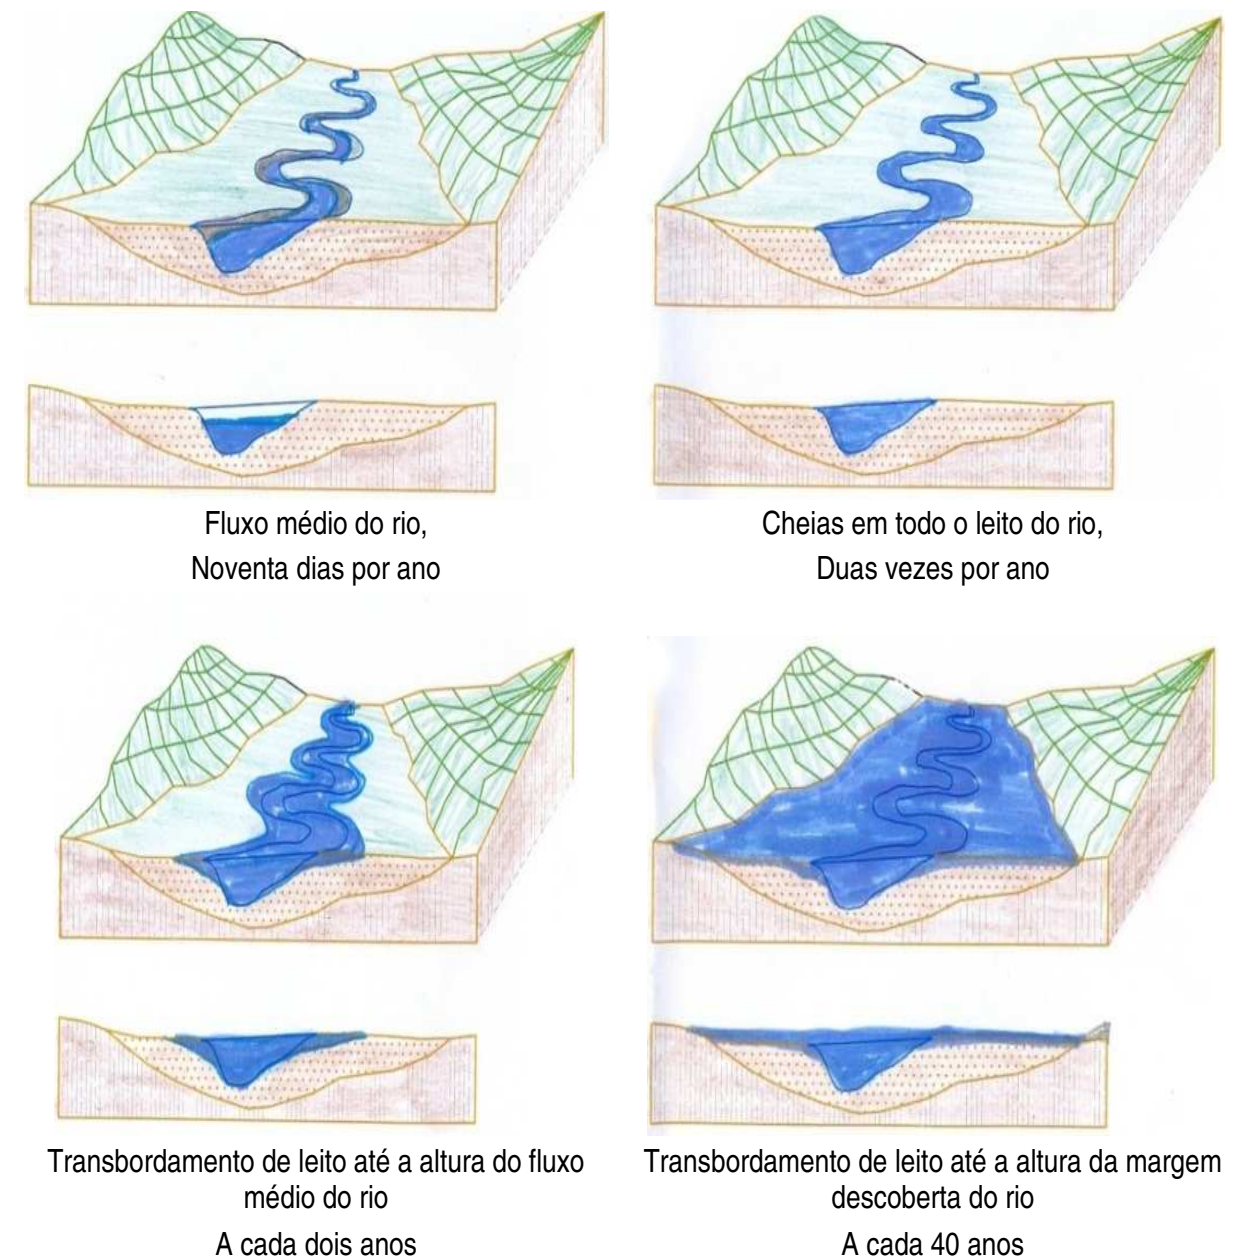 Fluxo médio do rio,
Noventa dias por ano
Cheias em todo o leito do rio,
Duas vezes por ano
Transbordamento de leito até a altura do fluxo
médio do rio
A cada dois anos
Transbordamento de leito até a altura da margem
descoberta do rio
A cada 40 anos